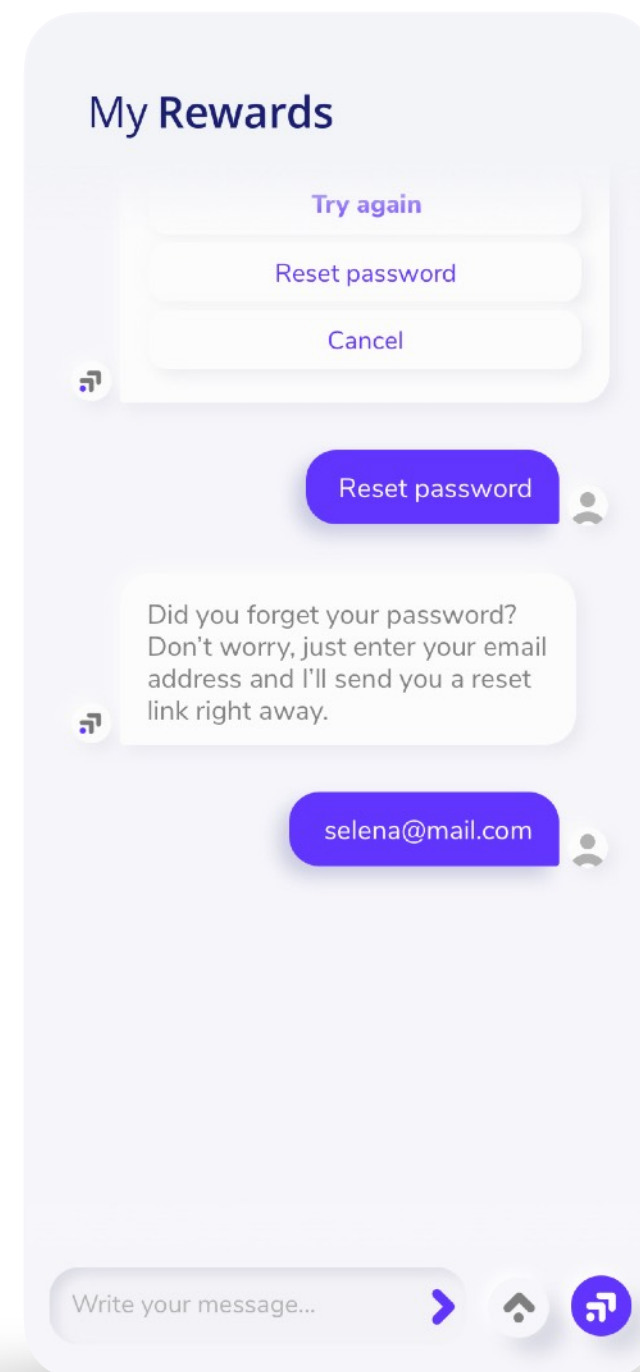 My Rewards
Try again
Reset password
Cancel
Reset password
Did you forget your password?
Don't worry, just enter your email
address and I'll send you a reset
link right away.
selena@mail.com
Write your message...